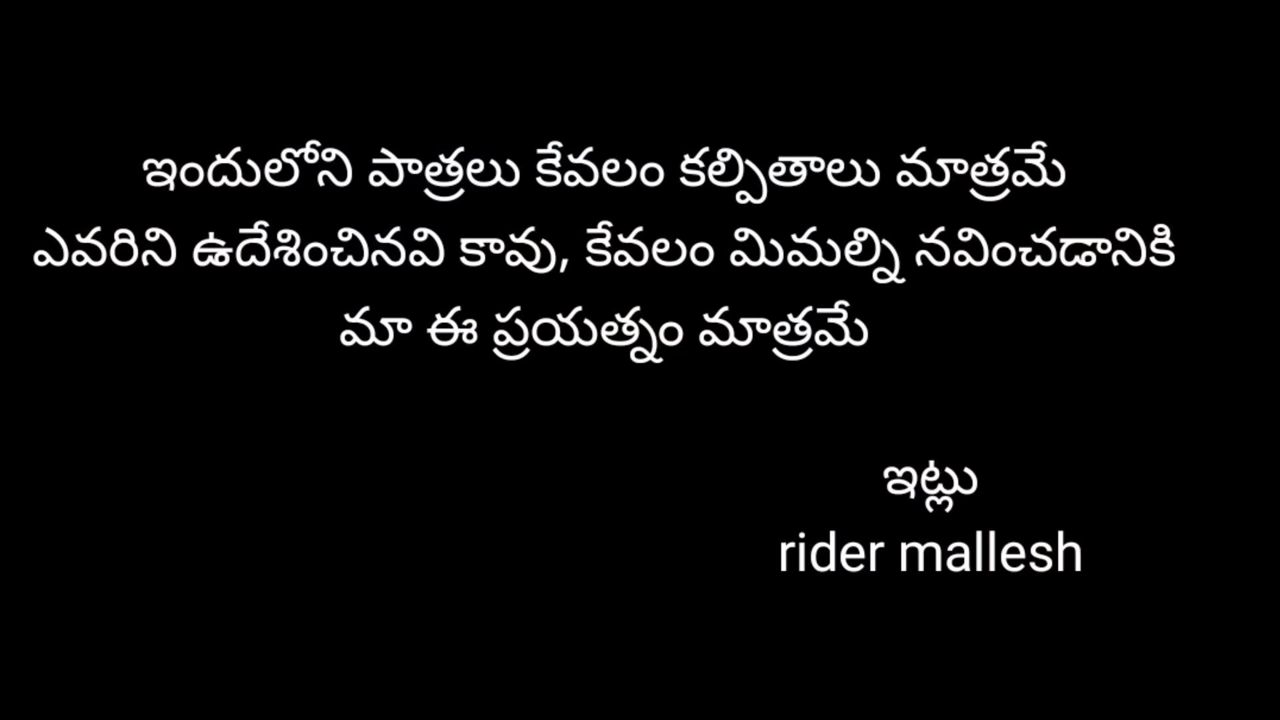 ఇందులోని పాత్రలు కేవలం కల్పితాలు మాత్రమే
ఎవరిని ఉదేశించినవి కావు, కేవలం మిమల్ని నవించడానికి
మా ఈ ప్రయత్నం మాత్రమే
ఇట్లు
rider mallesh